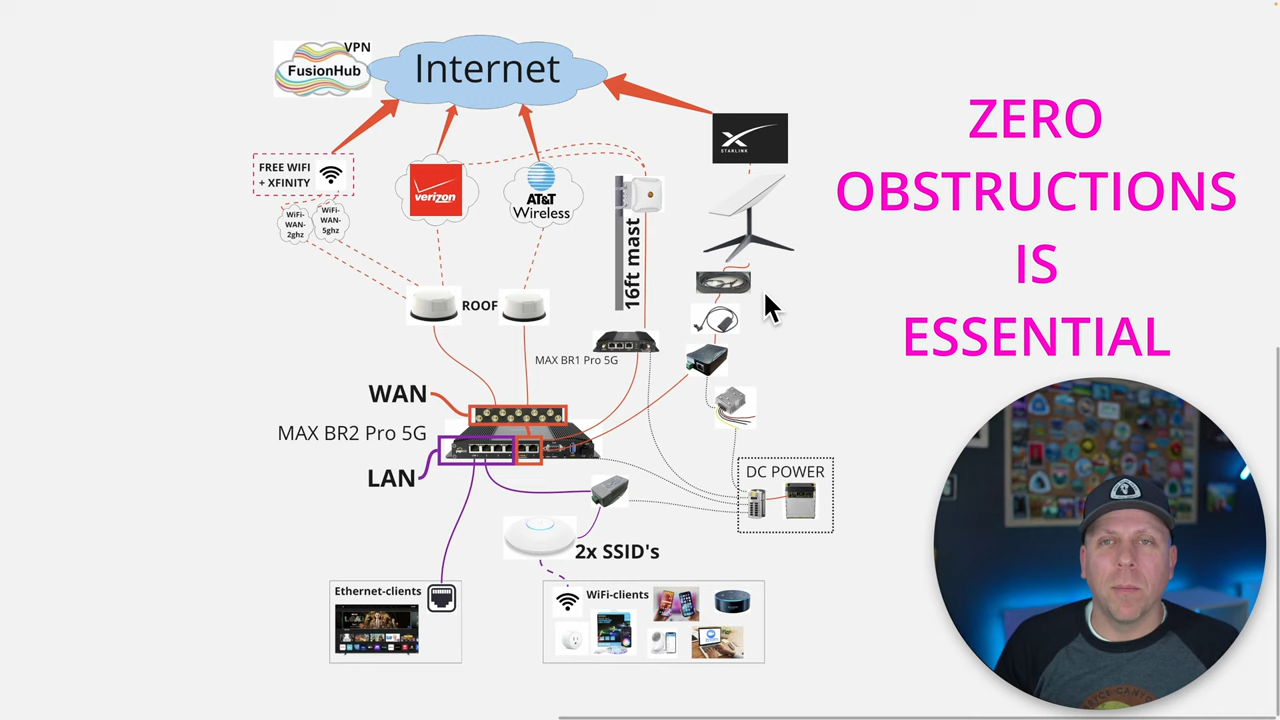 VPN
FusionHub
Internet
STARLINK
FREE WIFI
+ XFINITY
verizon
AT&T
Wireless
WiFi-
WAN-
2ghz
WiFi-
WAN-
5ghz
16ft mast
ROOF
MAX BR1 Pro 5G
WAN
MAX BR2 Pro 5G
LAN
DC POWER
2x SSID's
Ethernet-clients
WiFi-clients
ZERO
OBSTRUCTIONS
IS
ESSENTIAL